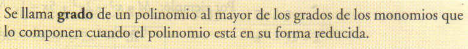 Se llama grado de un polinomio al mayor de los grados de los monomios que
lo componen cuando el polinomio está en su forma reducida.